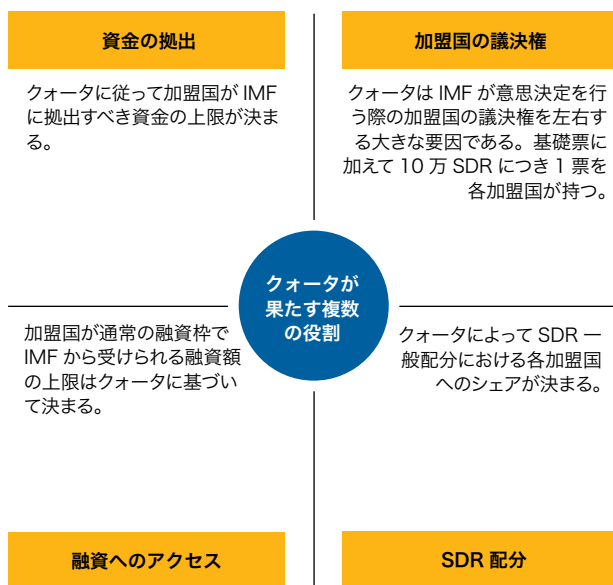 資金の拠出
クォータに従って加盟国が IMF
に拠出すべき資金の上限が決ま
る。
加盟国の議決権
クォータは IMF が意思決定を行
う際の加盟国の議決権を左右す
る大きな要因である。基礎票に
加えて 10 万 SDR につき 1 票を
各加盟国が持つ。
クォータが
果たす複数
の役割
加盟国が通常の融資枠で
IMF から受けられる融資額
の上限はクォータに基づい
て決まる。
融資へのアクセス
クォータによって SDR 一
般配分における各加盟国
へのシェアが決まる。
SDR 配分